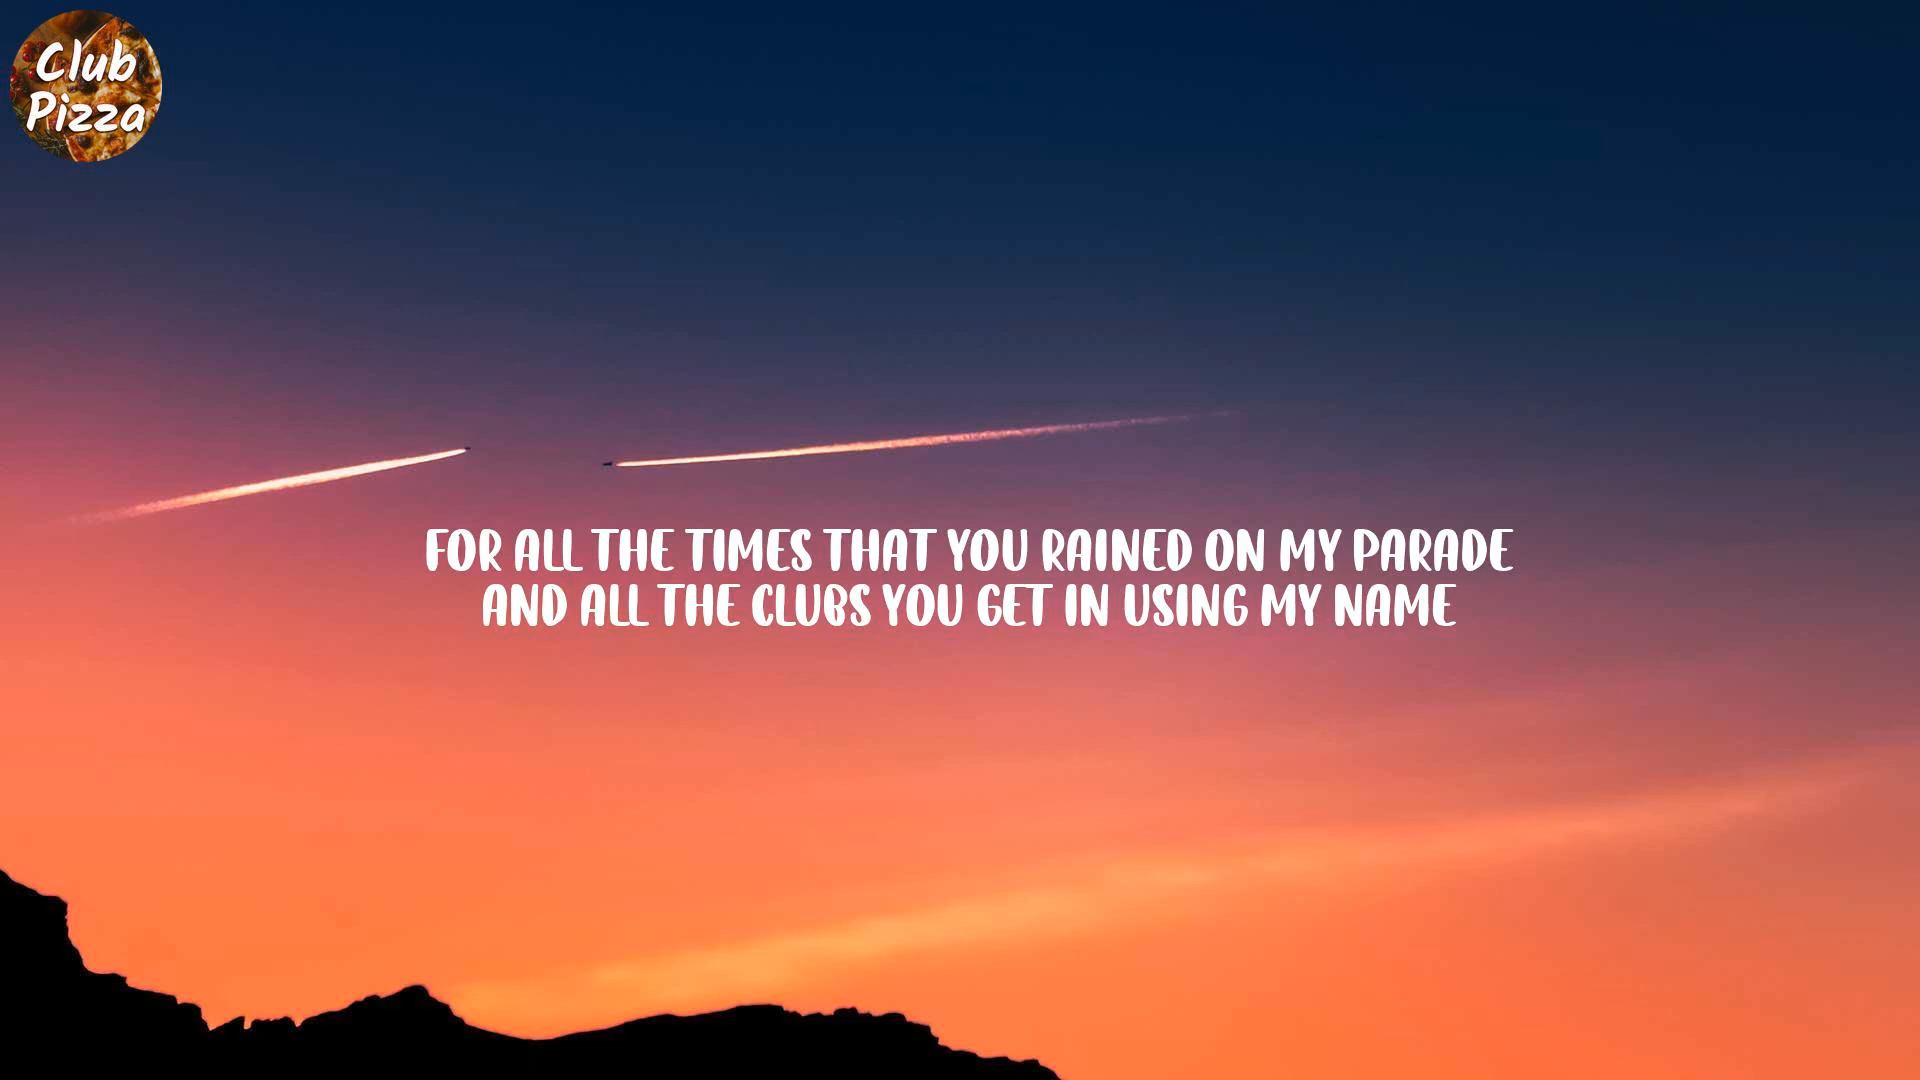 Club
Pizza
FOR ALL THE TIMES THAT YOU RAINED ON MY PARADE
AND ALL THE CLUBS YOU GET IN USING MY NAME